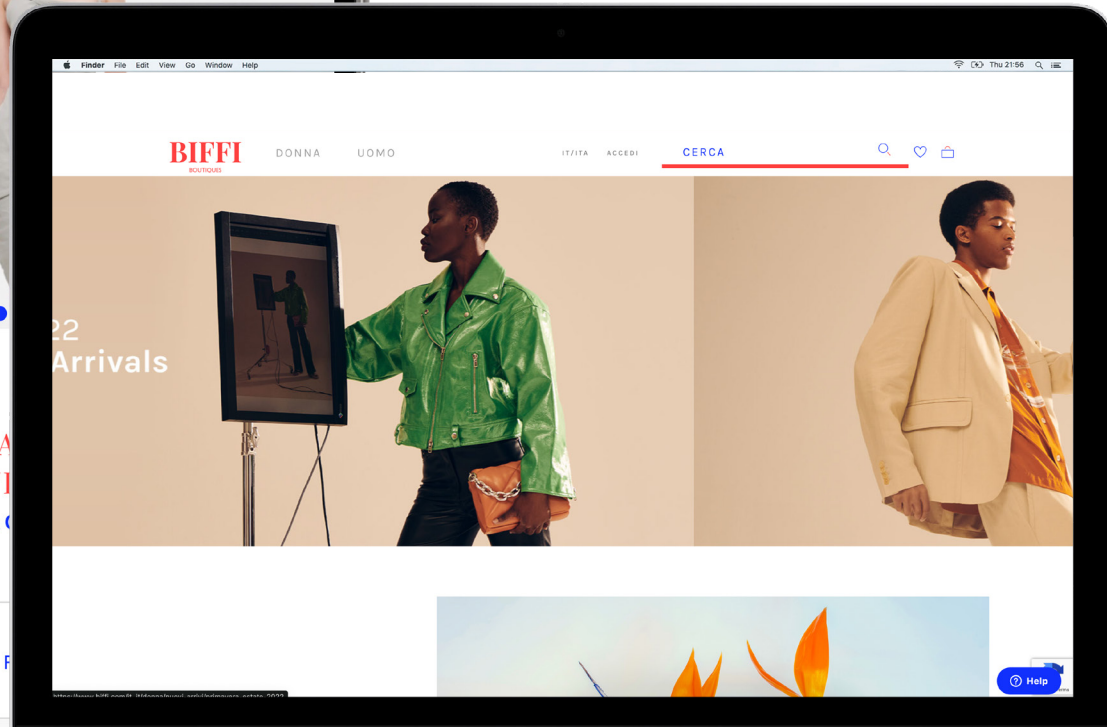 Finder File Edit View Go Window Help
Thu 21:56
BIFFI
BOUTIQUES
DONNA UOMO
IT/ITA ACCEDI
CERCA
22
Arrivals
Help